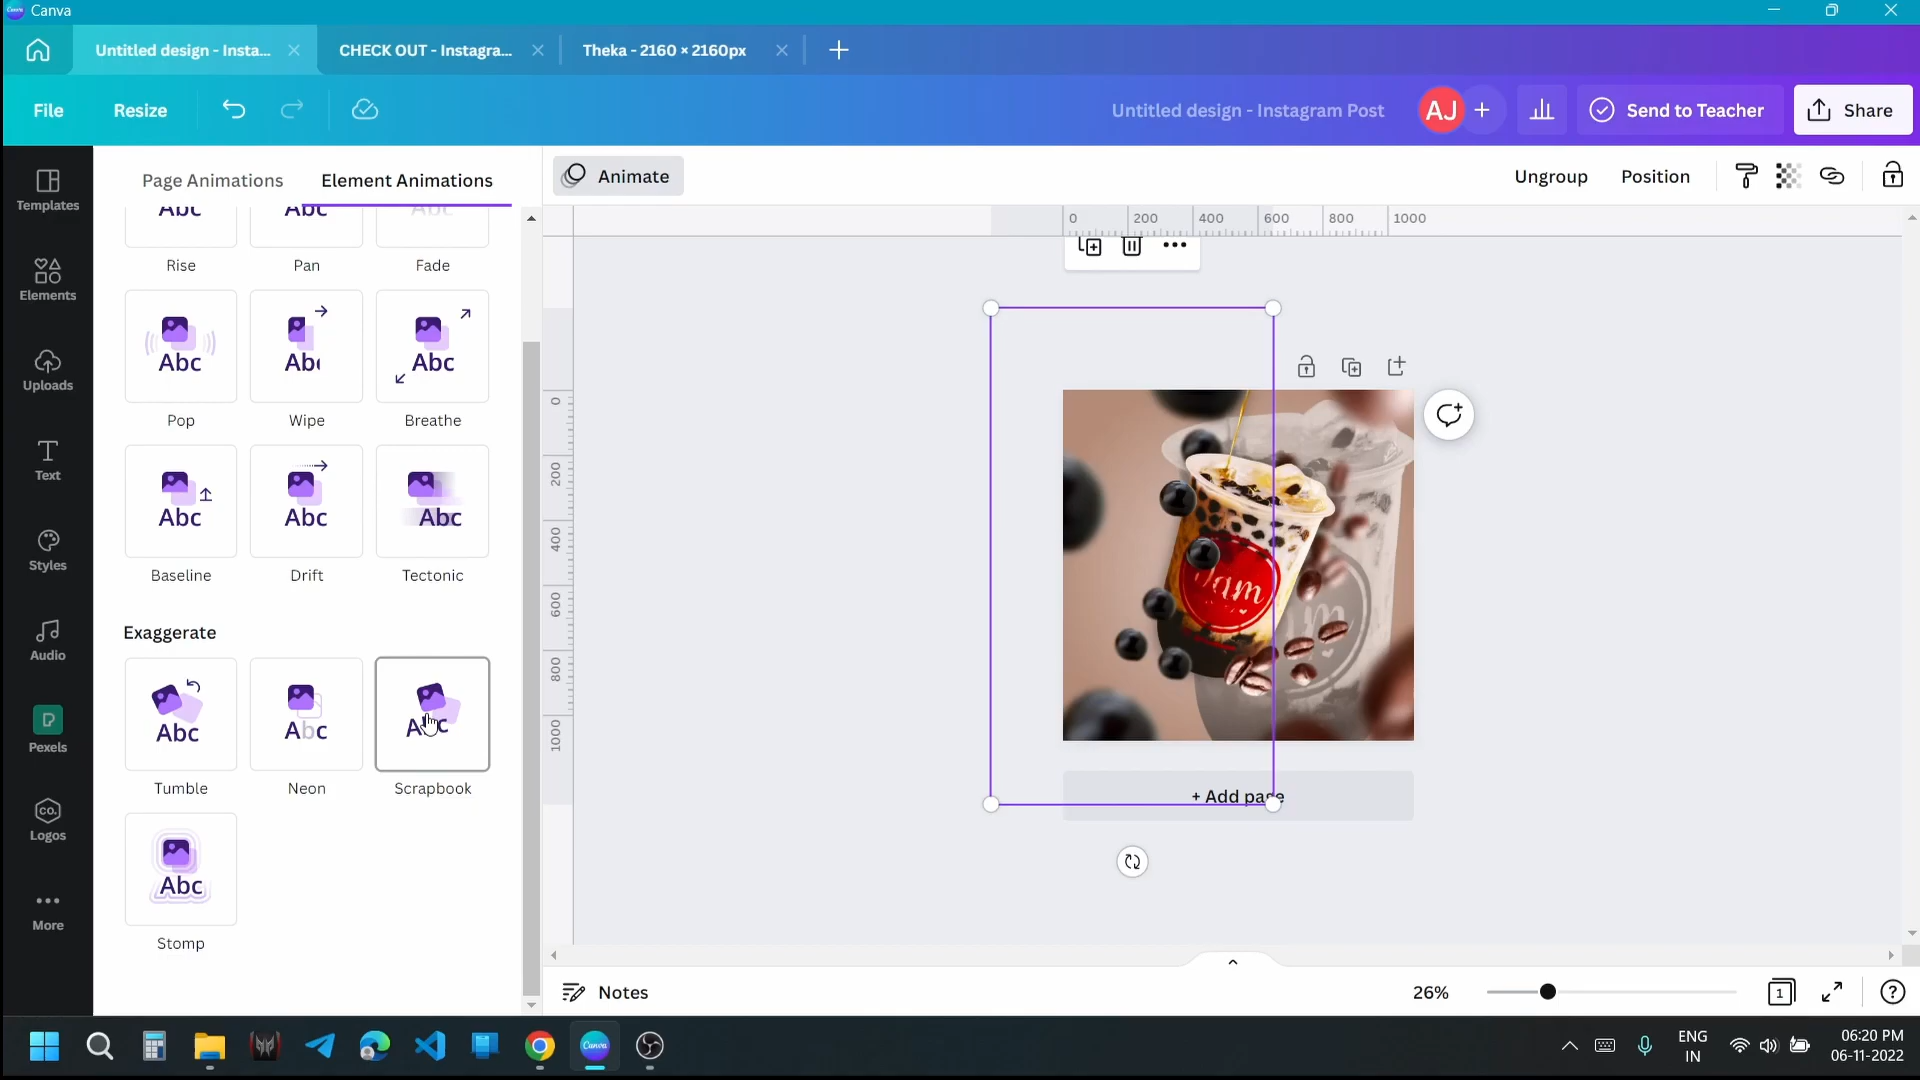 Canva
Untitled design - Insta...
CHECK OUT - Instagra...
Theka - 2160 × 2160px
File
Resize
Untitled design - Instagram Post
AJ
Send to Teacher
Share
Templates
Elements
Uploads
Text
Styles
Audio
Pexels
CO.
Logos
More
Page Animations
Element Animations
Abc
Abc
Abc
Rise
Pan
Fade
Abc
Abc
Abc
Pop
Wipe
Breathe
Abc
Abc
Abc
Baseline
Drift
Tectonic
Exaggerate
Abc
Abc
Abc
Tumble
Neon
Scrapbook
Abc
Stomp
Animate
Ungroup
Position
0
200
400
600
800
1000
0
200
400
600
800
1000
+ Add page
Notes
26%
1
Canva
ENG
IN
06:20 PM
06-11-2022